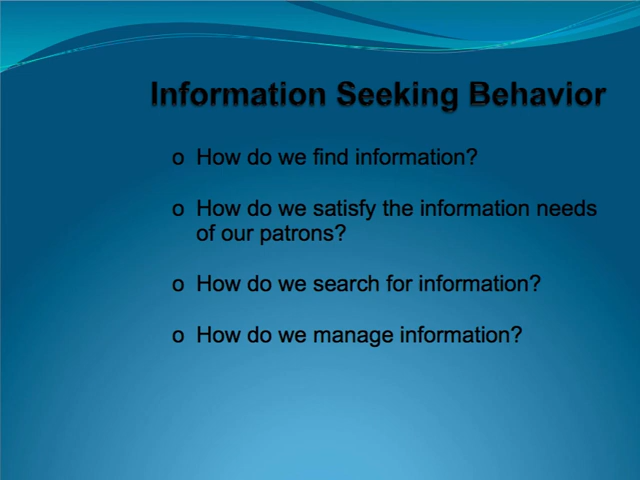 Information Seeking Behavior
o How do we find information?
o How do we satisfy the information needs
of our patrons?
o How do we search for information?
o How do we manage information?